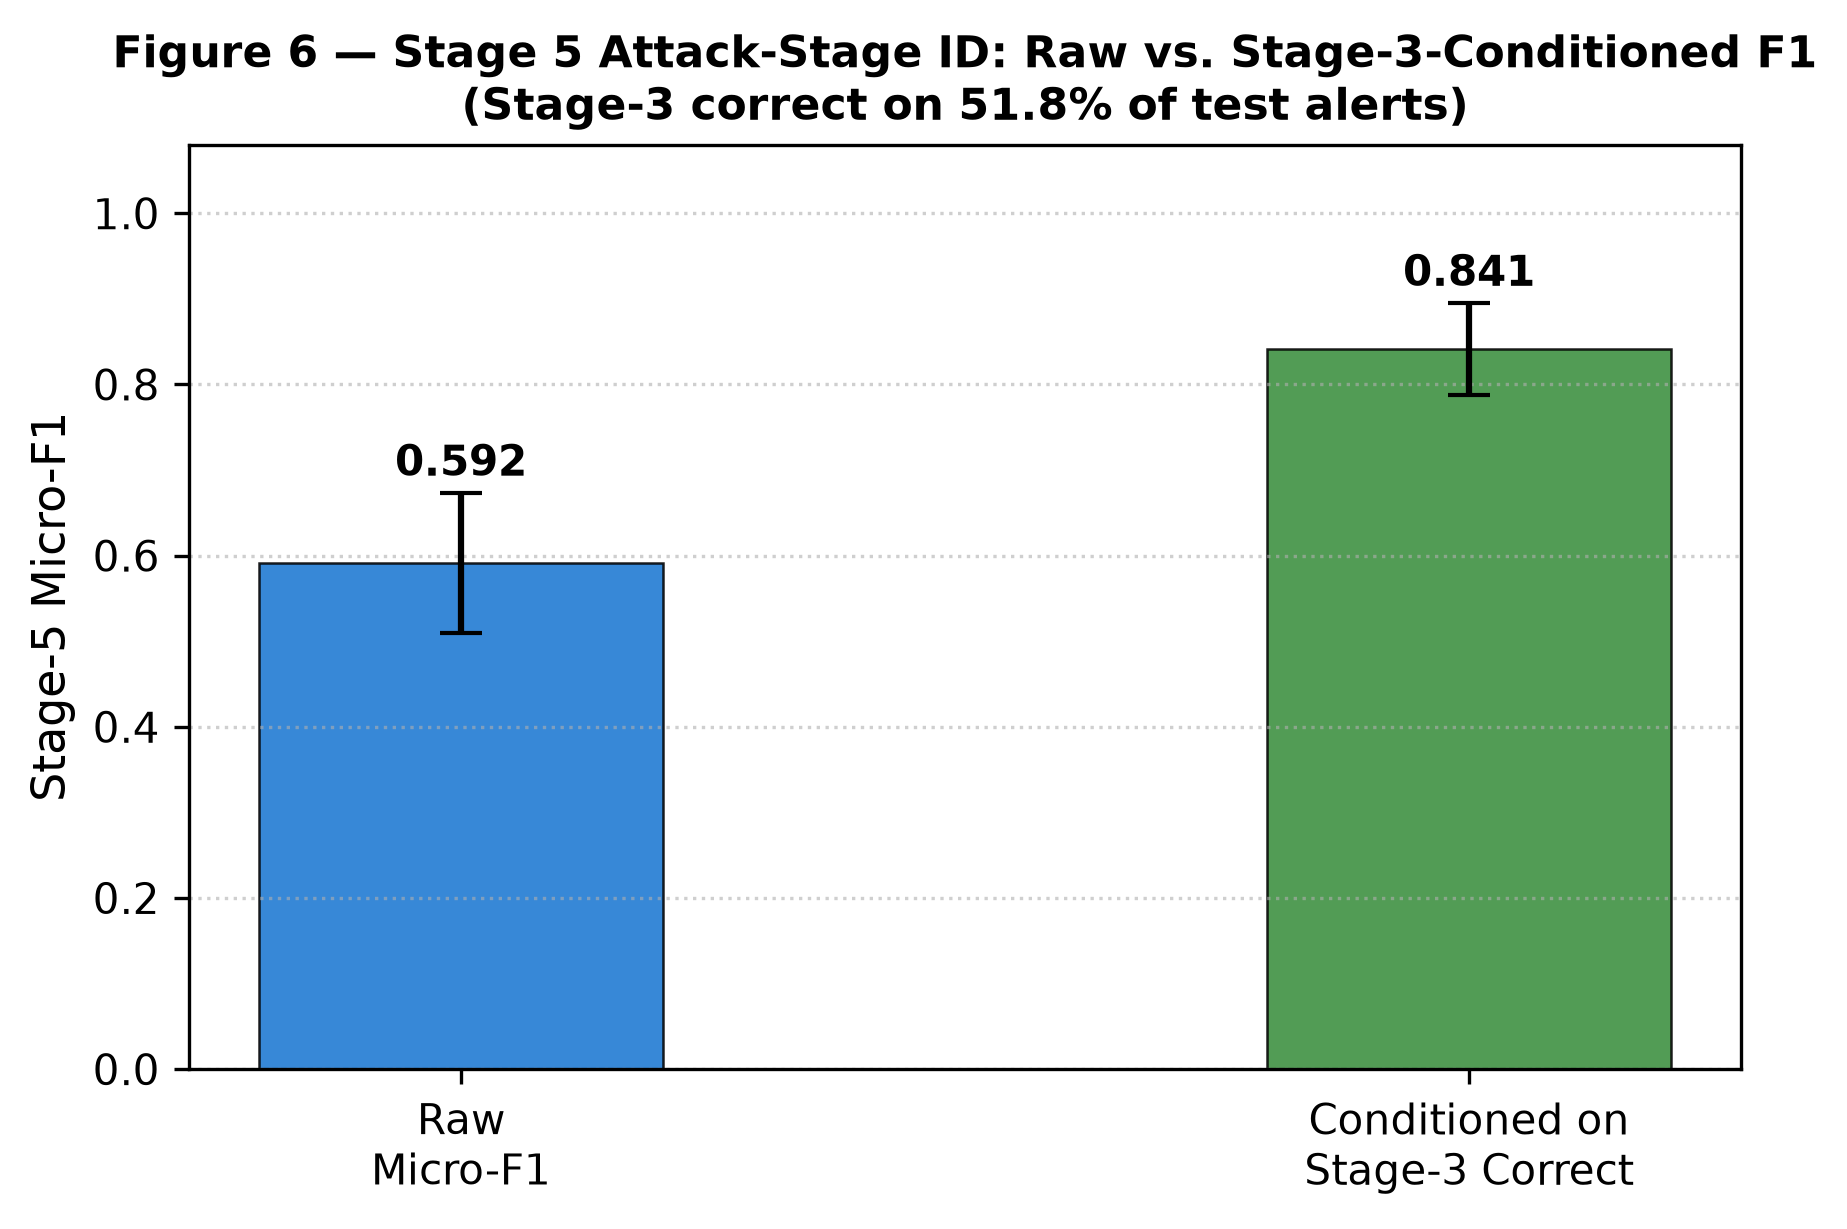 Figure 6 — Stage 5 Attack-Stage ID: Raw vs. Stage-3-Conditioned F1
(Stage-3 correct on 51.8% of test alerts)
Stage-5 Micro-F1
1.0
0.8
0.6
0.4
0.2
0.0
0.592
0.841
Raw
Micro-F1
Conditioned on
Stage-3 Correct